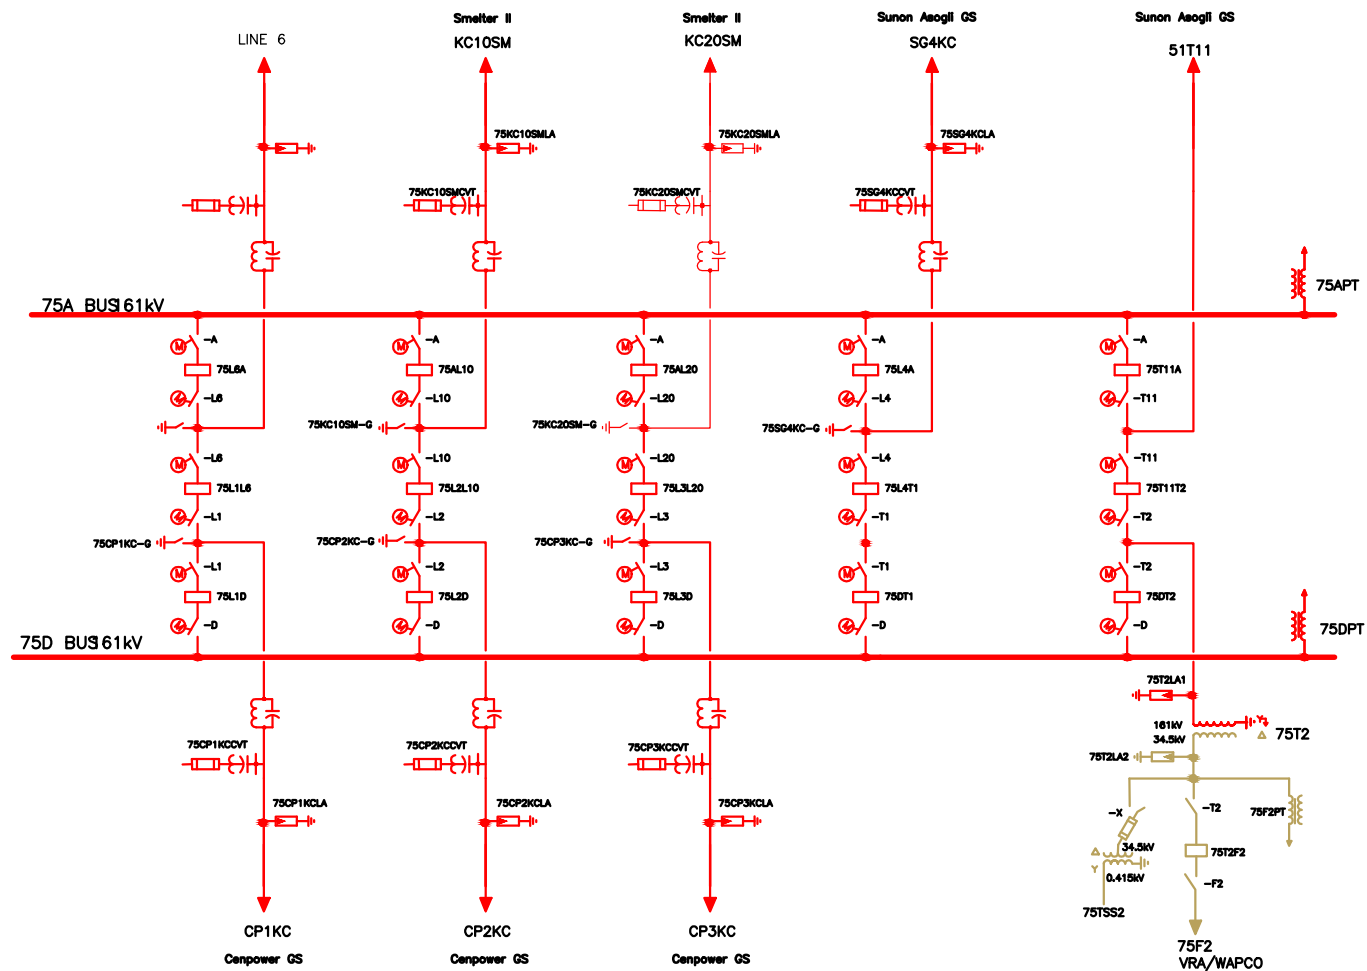 Smelter II
Smelter II
Sunon Asogli GS
Sunon Asogli GS
LINE 6
KC10SM
KC20SM
SG4KC
51T11
75KC10SMLA
75KC20SMLA
75SG4KCLA
75KC10SMCVT
75KC20SMCVT
75SG4KCCVT
75APT
75A BUS161kV
-A
-A
-A
-A
-A
M
M
M
M
M
75L6A
75AL10
75AL20
75L4A
75T11A
-L6
-L10
-L20
-L4
-T11
75KC10SM-G
75KC20SM-G
75SG4KC-G
-L6
-L10
-L20
-L4
-T11
M
M
M
M
M
75L1L6
75L2L10
75L3L20
75L4T1
75T11T2
-L1
-L2
-L3
-T1
-T2
75CP1KC-G
75CP2KC-G
75CP3KC-G
-L1
-L2
-L3
-T1
-T2
M
M
M
M
M
75L1D
75L2D
75L3D
75DT1
75DT2
-D
-D
-D
-D
-D
75DPT
75D BUS161kV
75T2LA1
161kV
Y
34.5kV
Δ
75T2
75CP1KCCVT
75CP2KCCVT
75CP3KCCVT
75T2LA2
75CP1KCLA
75CP2KCLA
75CP3KCLA
-X
-T2
75F2PT
34.5kV
75T2F2
Δ
Y
0.415kV
-F2
75TSS2
CP1KC
CP2KC
CP3KC
75F2
Cenpower GS
Cenpower GS
Cenpower GS
VRA/WAPCO